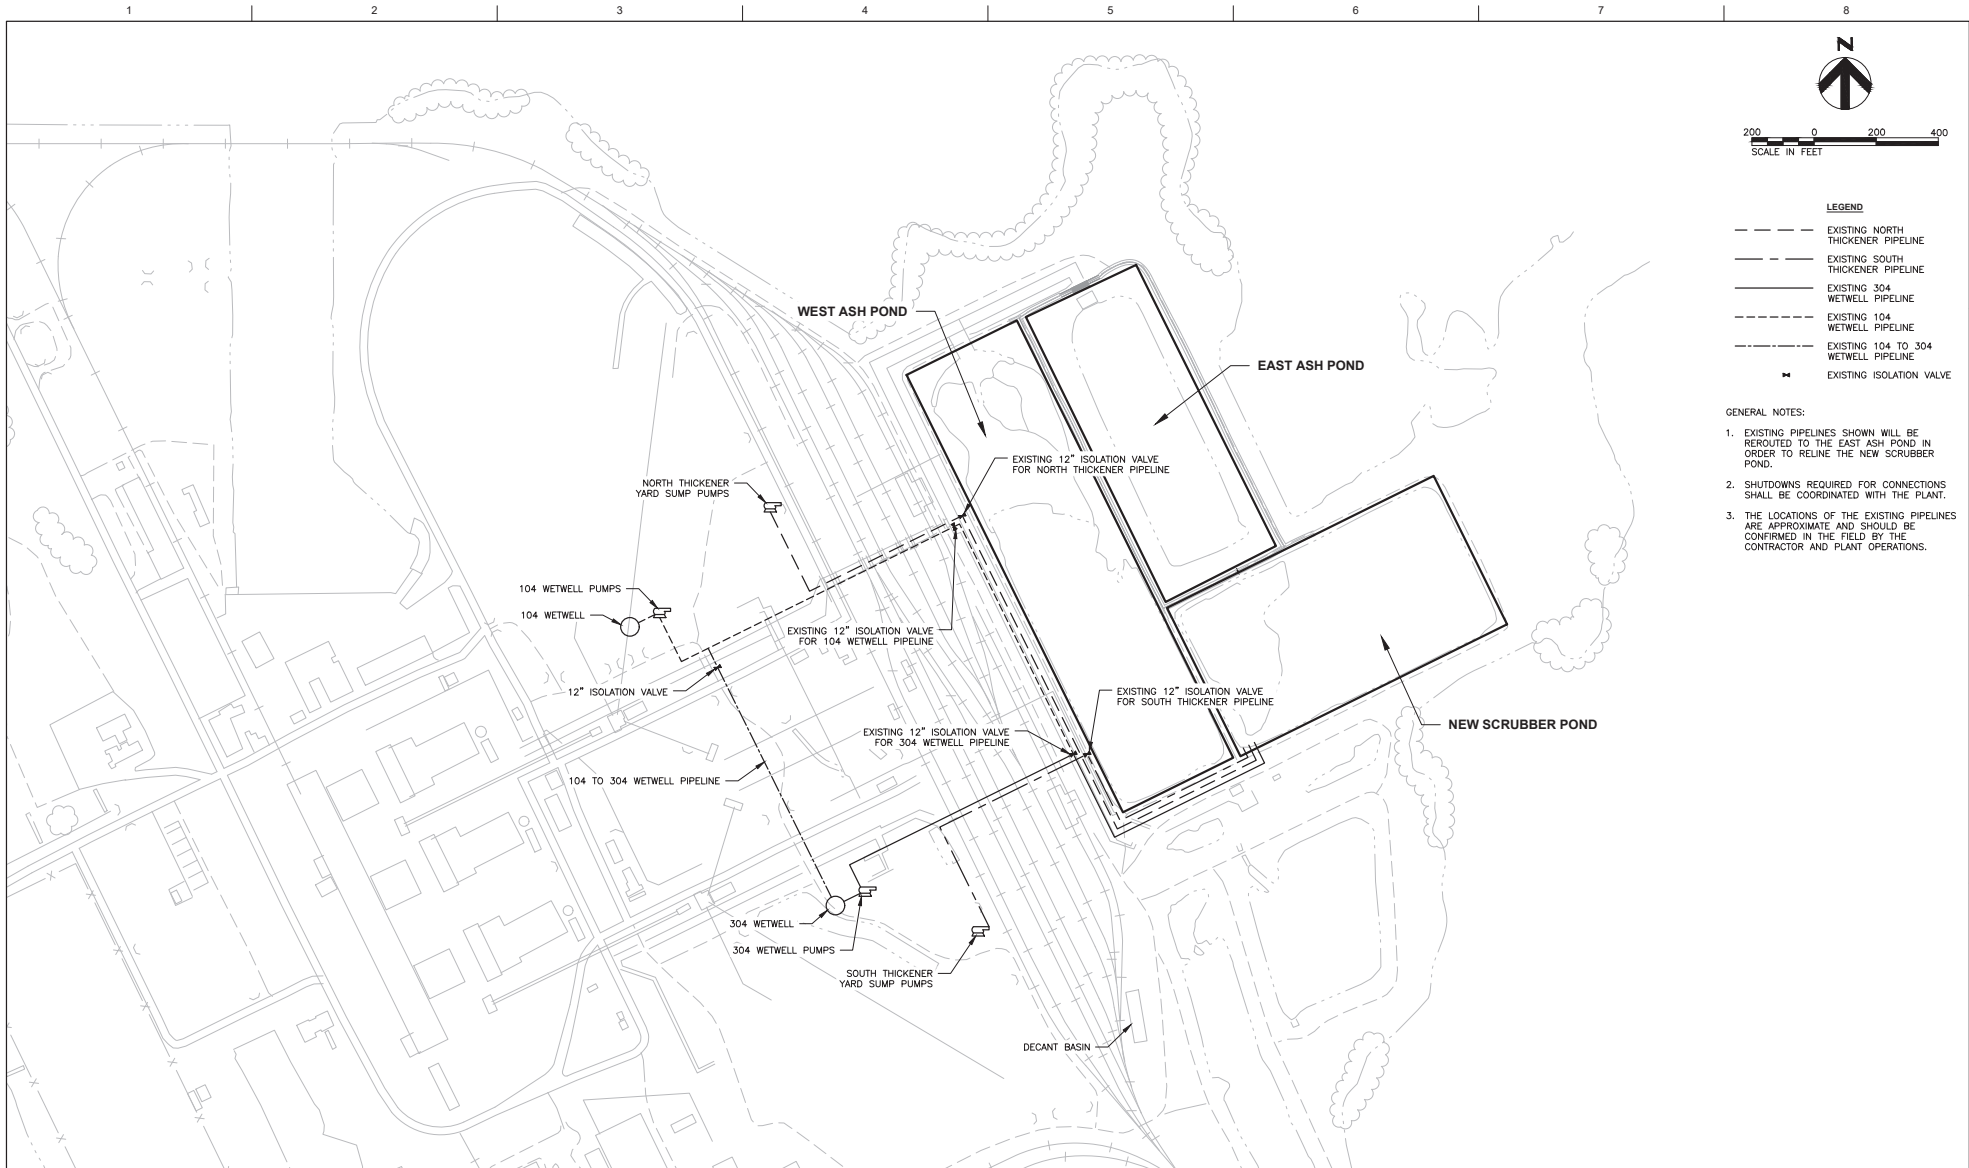 1 2 3 4 5 6 7 8
N
200 0 200 400
SCALE IN FEET
LEGEND
EXISTING NORTH
THICKENER PIPELINE
EXISTING SOUTH
THICKENER PIPELINE
EXISTING 304
WETWELL PIPELINE
EXISTING 104
WETWELL PIPELINE
EXISTING 104 TO 304
WETWELL PIPELINE
EXISTING ISOLATION VALVE
GENERAL NOTES:
1. EXISTING PIPELINES SHOWN WILL BE
REROUTED TO THE EAST ASH POND IN
ORDER TO RELINE THE NEW SCRUBBER
POND.
2. SHUTDOWNS REQUIRED FOR CONNECTIONS
SHALL BE COORDINATED WITH THE PLANT.
3. THE LOCATIONS OF THE EXISTING PIPELINES
ARE APPROXIMATE AND SHOULD BE
CONFIRMED IN THE FIELD BY THE
CONTRACTOR AND PLANT OPERATIONS.
WEST ASH POND
EAST ASH POND
EXISTING 12" ISOLATION VALVE
FOR NORTH THICKENER PIPELINE
NORTH THICKENER
YARD SUMP PUMPS
104 WETWELL PUMPS
104 WETWELL
EXISTING 12" ISOLATION VALVE
FOR 104 WETWELL PIPELINE
12" ISOLATION VALVE
EXISTING 12" ISOLATION VALVE
FOR SOUTH THICKENER PIPELINE
NEW SCRUBBER POND
EXISTING 12" ISOLATION VALVE
FOR 304 WETWELL PIPELINE
104 TO 304 WETWELL PIPELINE
304 WETWELL
304 WETWELL PUMPS
SOUTH THICKENER
YARD SUMP PUMPS
DECANT BASIN